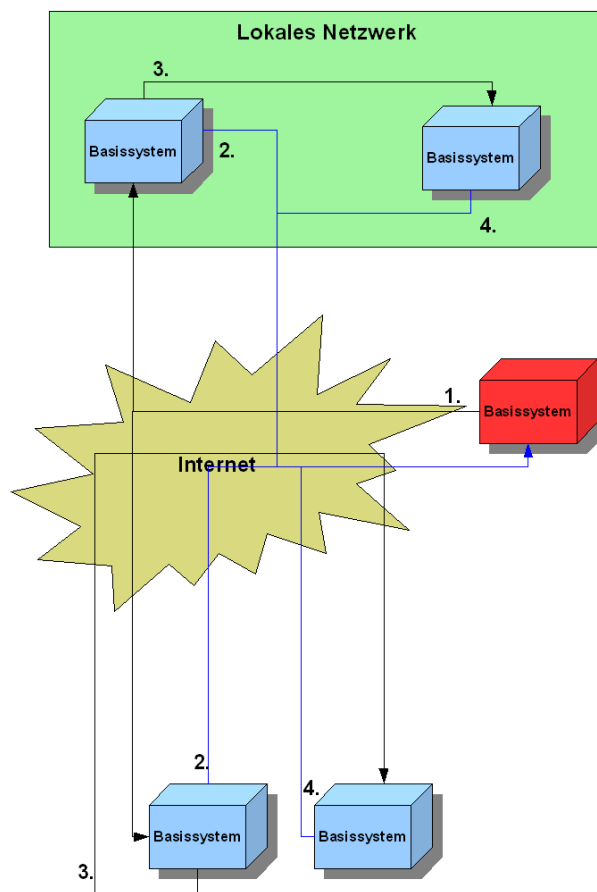 Lokales Netzwerk
3.
Basissystem
2.
Basissystem
4.
1.
Basissystem
Internet
2.
4.
Basissystem
Basissystem
3.